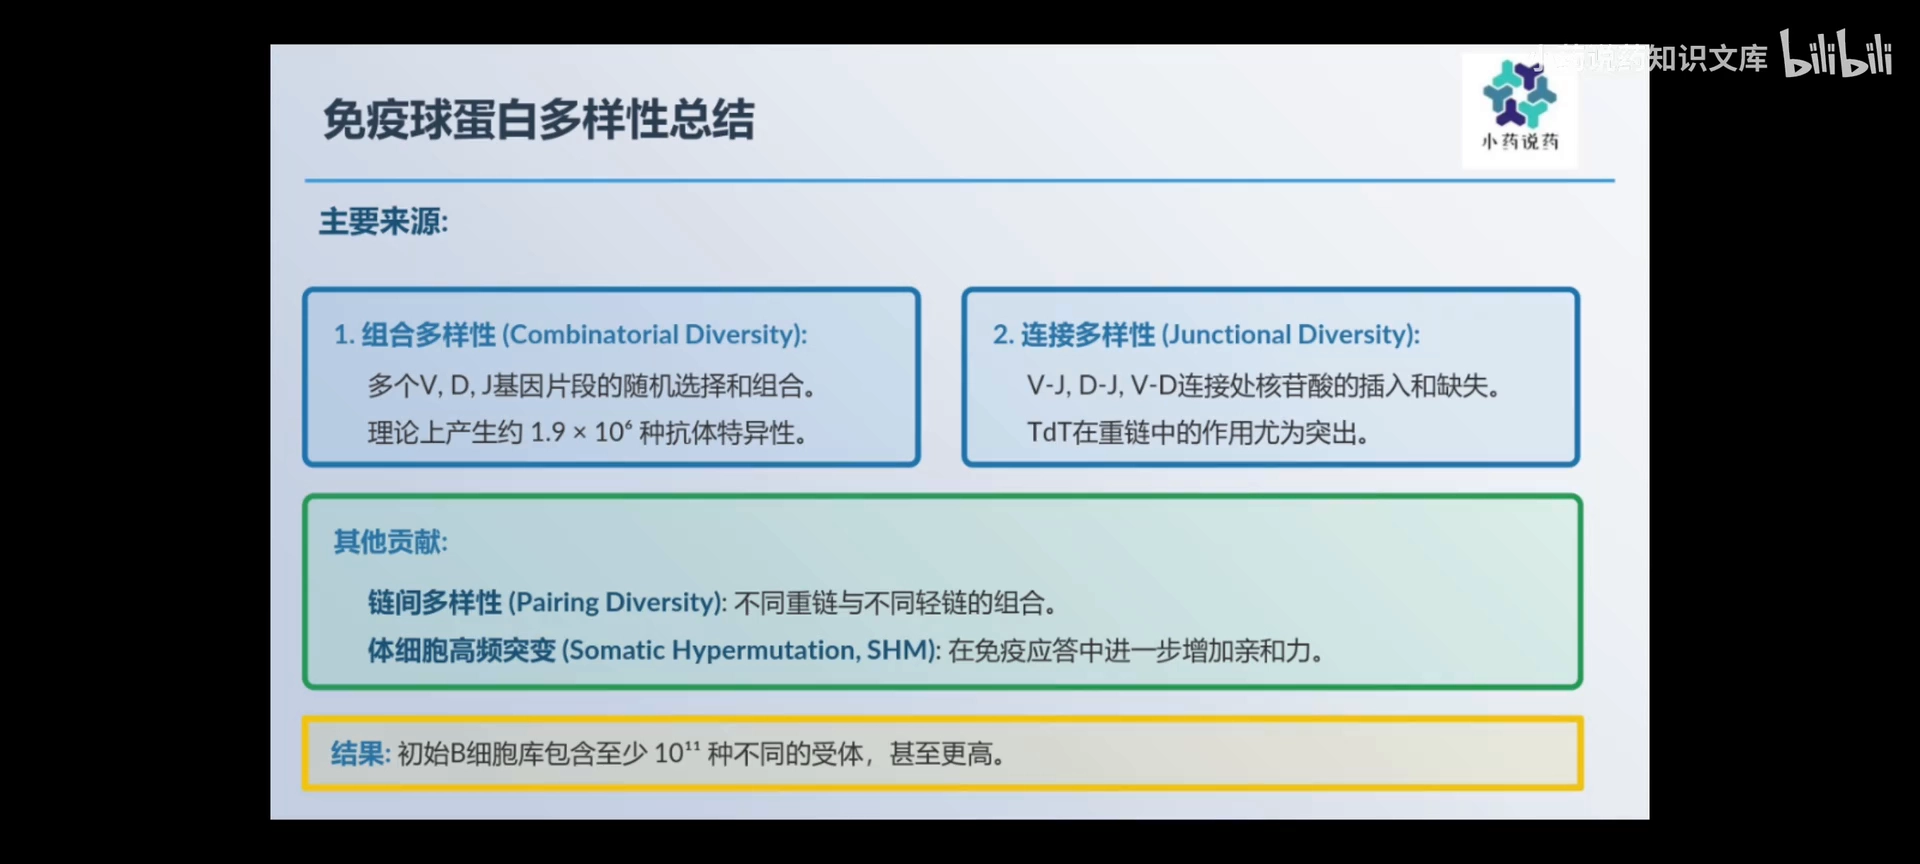 知识文库 bilibili
免疫球蛋白多样性总结
小药说药
主要来源:
1. 组合多样性 (Combinatorial Diversity):
多个V, D, J基因片段的随机选择和组合。
理论上产生约 1.9 × 10⁶ 种抗体特异性。
2. 连接多样性 (Junctional Diversity):
V-J, D-J, V-D连接处核苷酸的插入和缺失。
TdT在重链中的作用尤为突出。
其他贡献:
链间多样性 (Pairing Diversity): 不同重链与不同轻链的组合。
体细胞高频突变 (Somatic Hypermutation, SHM): 在免疫应答中进一步增加亲和力。
结果: 初始B细胞库包含至少 10¹¹ 种不同的受体，甚至更高。